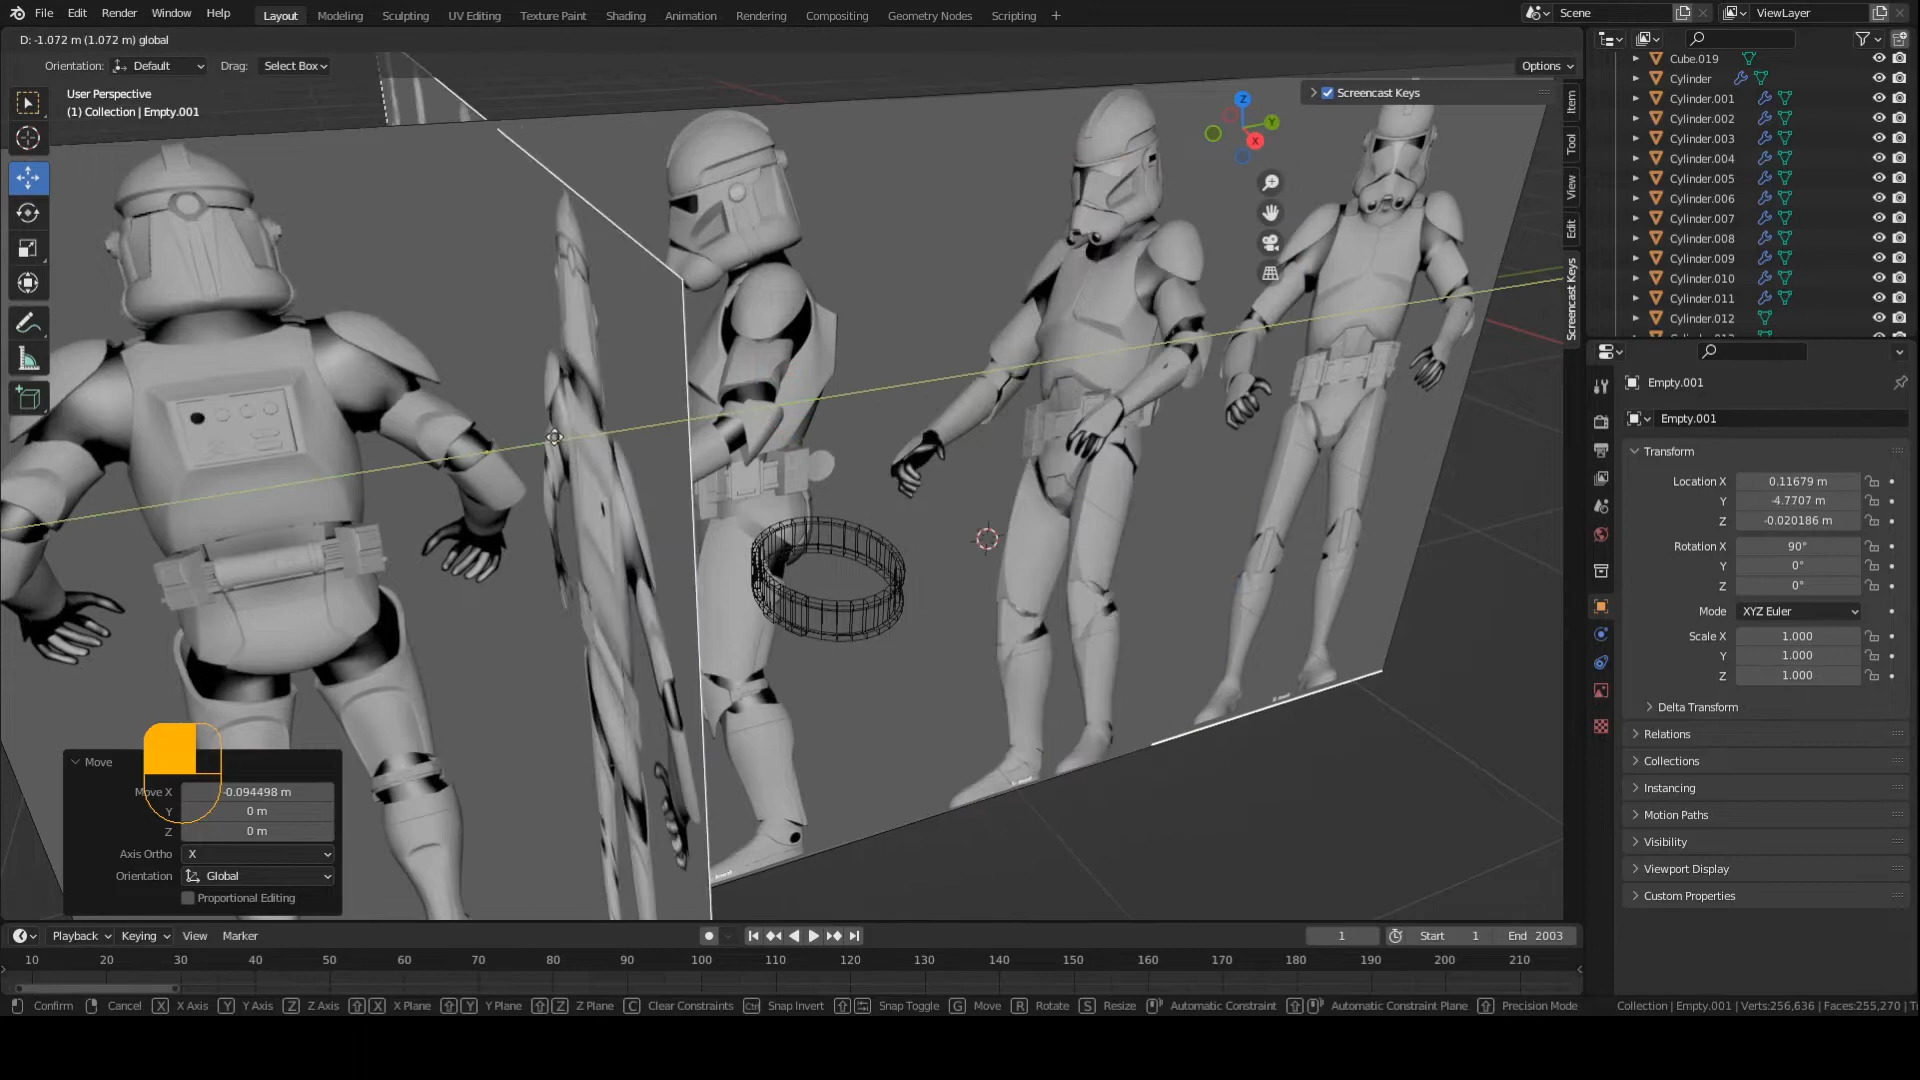 File Edit Render Window Help Layout Modeling Sculpting UV Editing Texture Paint Shading Animation Rendering Compositing Geometry Nodes Scripting + Scene ViewLayer
D: -1.072 m (1.072 m) global
Orientation: Default Drag: Select Box Options
User Perspective
(1) Collection | Empty.001
Screencast Keys
Z
Y
X
Item
Tool
View
Edit
Screencast Keys
Cube.019
Cylinder
Cylinder.001
Cylinder.002
Cylinder.003
Cylinder.004
Cylinder.005
Cylinder.006
Cylinder.007
Cylinder.008
Cylinder.009
Cylinder.010
Cylinder.011
Cylinder.012
Empty.001
Empty.001
Transform
Location X 0.11679 m
Y -4.7707 m
Z -0.020186 m
Rotation X 90°
Y 0°
Z 0°
Mode XYZ Euler
Scale X 1.000
Y 1.000
Z 1.000
Delta Transform
Relations
Collections
Instancing
Motion Paths
Visibility
Viewport Display
Custom Properties
Move
Move X -0.094498 m
Y 0 m
Z 0 m
Axis Ortho X
Orientation Global
Proportional Editing
Playback Keying View Marker 1 Start 1 End 2003
10 20 30 40 50 60 70 80 90 100 110 120 130 140 150 160 170 180 190 200 210
Confirm Cancel X X Axis Y Y Axis Z Z Axis X X Plane Y Y Plane Z Z Plane C Clear Constraints Ctrl Snap Invert Snap Toggle G Move R Rotate S Resize Automatic Constraint Automatic Constraint Plane Precision Mode Collection | Empty.001 | Verts:256,636 | Faces:255,270 | Tr